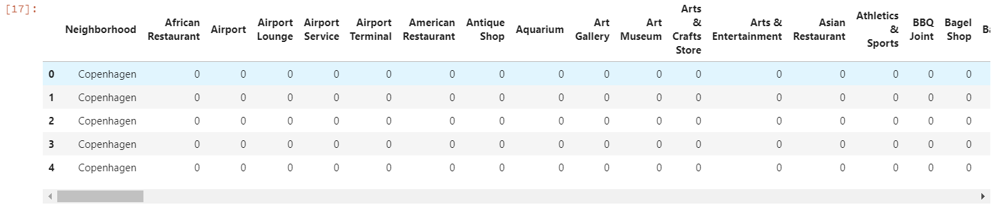 [17]:
Neighborhood African Restaurant Airport Airport Lounge Airport Service Airport Terminal American Restaurant Antique Shop Aquarium Art Gallery Art Museum Arts & Crafts Store Arts & Entertainment Asian Restaurant Athletics & Sports BBQ Joint Bagel Shop
0 Copenhagen 0 0 0 0 0 0 0 0 0 0 0 0 0 0 0 0
1 Copenhagen 0 0 0 0 0 0 0 0 0 0 0 0 0 0 0 0
2 Copenhagen 0 0 0 0 0 0 0 0 0 0 0 0 0 0 0 0
3 Copenhagen 0 0 0 0 0 0 0 0 0 0 0 0 0 0 0 0
4 Copenhagen 0 0 0 0 0 0 0 0 0 0 0 0 0 0 0 0